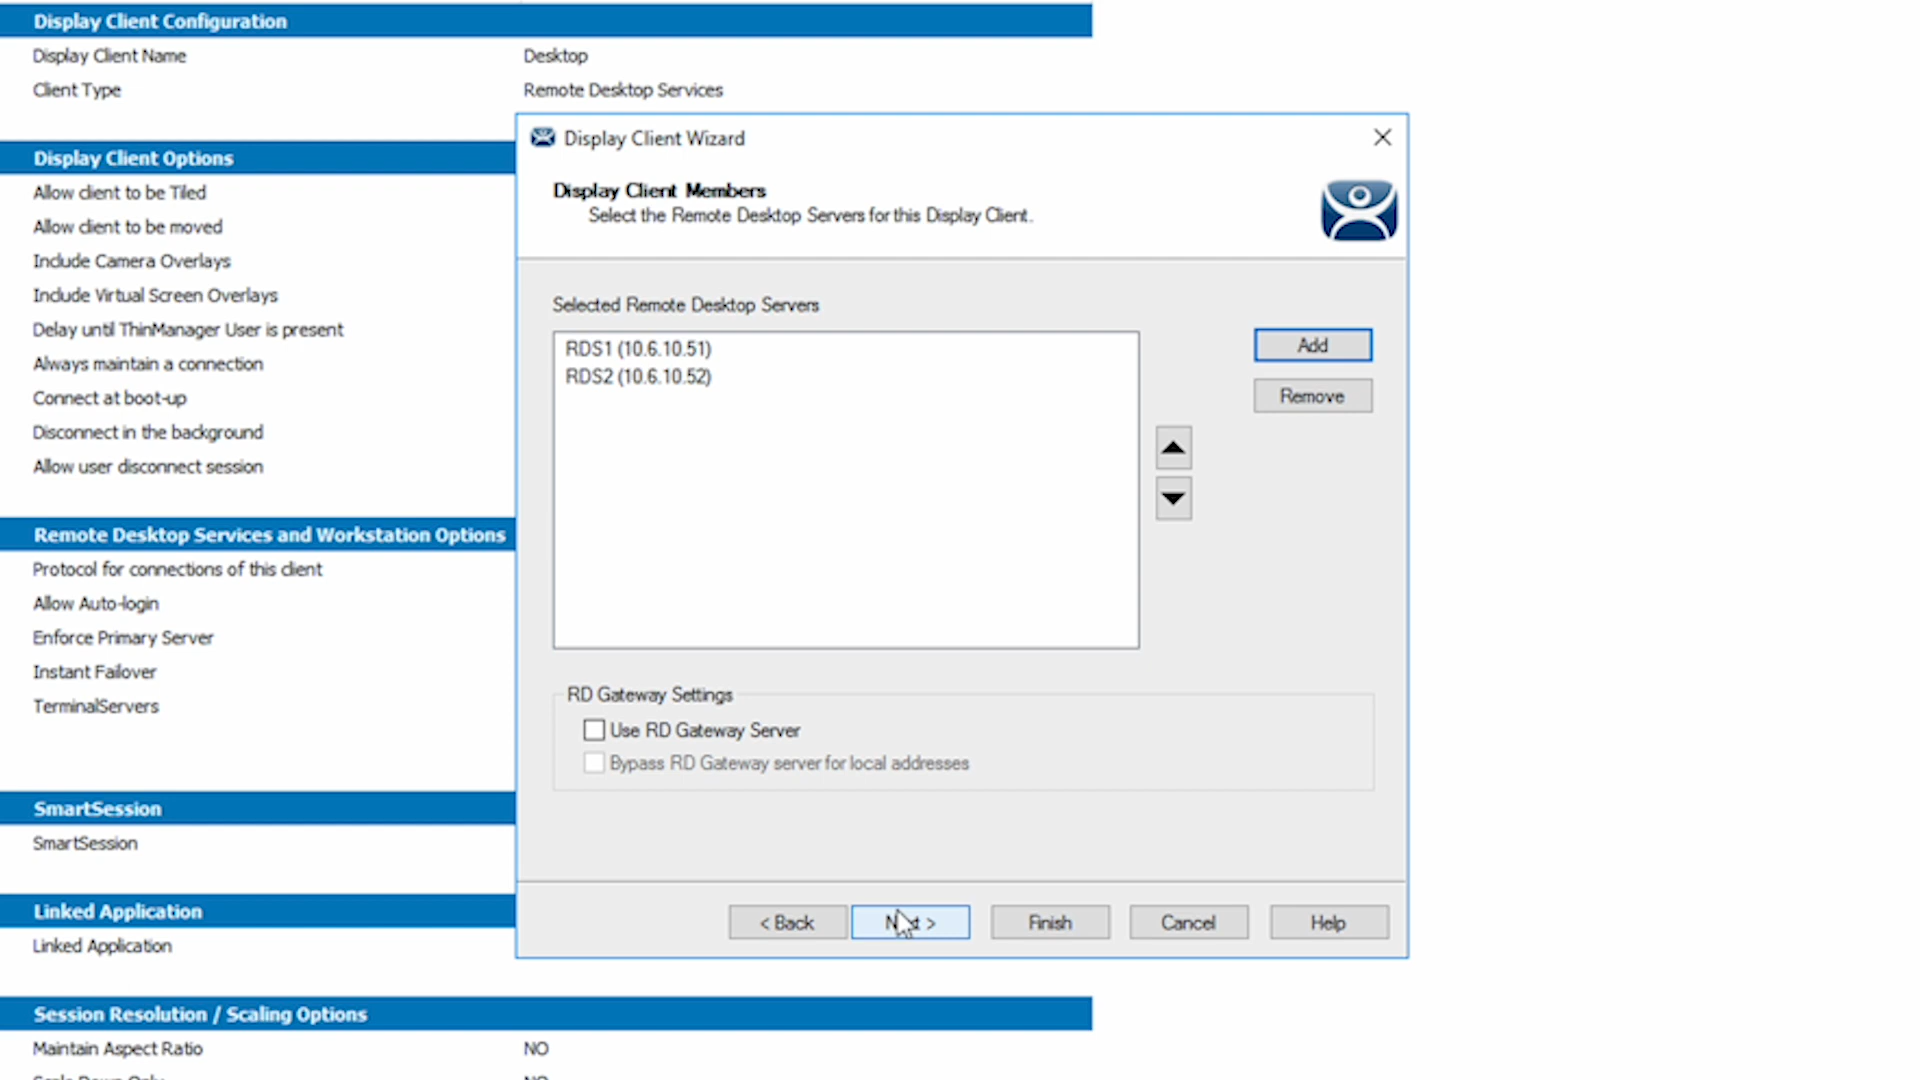 Display Client Configuration
Display Client Name Desktop
Client Type Remote Desktop Services
Display Client Options
Allow client to be Tiled
Allow client to be moved
Include Camera Overlays
Include Virtual Screen Overlays
Delay until ThinManager User is present
Always maintain a connection
Connect at boot-up
Disconnect in the background
Allow user disconnect session
Remote Desktop Services and Workstation Options
Protocol for connections of this client
Allow Auto-login
Enforce Primary Server
Instant Failover
TerminalServers
SmartSession
SmartSession
Linked Application
Linked Application
Session Resolution / Scaling Options
Maintain Aspect Ratio NO
Display Client Wizard
Display Client Members
Select the Remote Desktop Servers for this Display Client.
Selected Remote Desktop Servers
RDS1 (10.6.10.51)
RDS2 (10.6.10.52)
Add
Remove
RD Gateway Settings
Use RD Gateway Server
Bypass RD Gateway server for local addresses
< Back
Next >
Finish
Cancel
Help